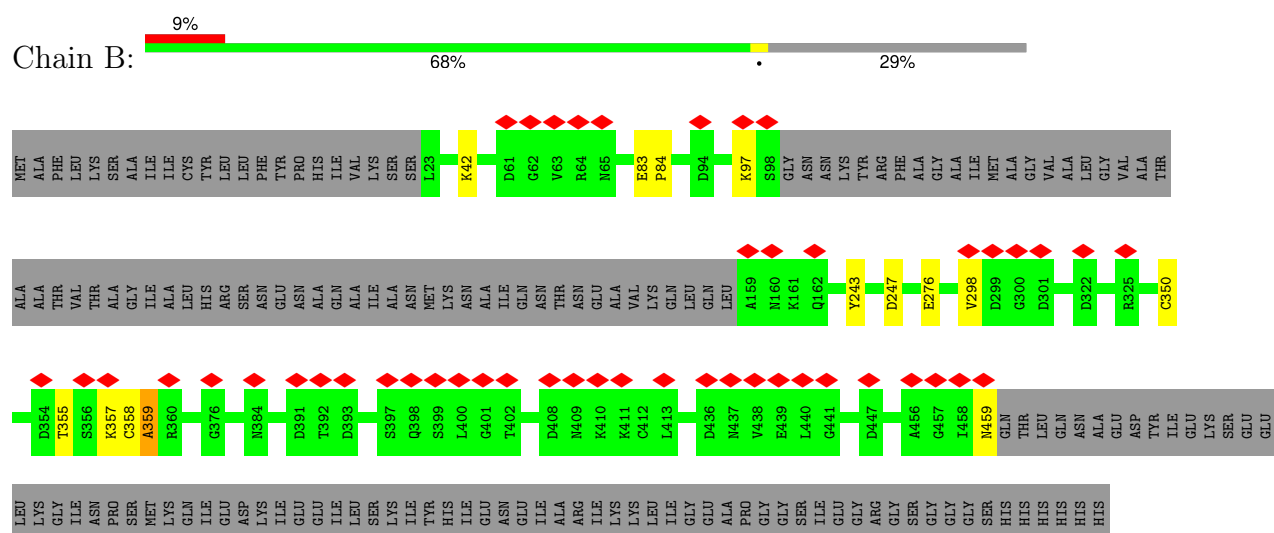 9%
Chain B:
68% • 29%
MET ALA PHE LEU LYS SER ALA ILE ILE CYS TYR LEU LEU PHE TYR PRO HIS ILE VAL LYS SER SER L23 K42 D61 G62 V63 R64 N65 E83 P84 D94 K97 S98 GLY ASN ASN LYS TYR ARG PHE ALA GLY ALA ILE MET ALA GLY VAL ALA LEU GLY VAL ALA THR
ALA ALA THR VAL THR ALA GLY ILE ALA LEU HIS ARG SER ASN GLU ASN ALA GLN ALA ILE ALA ASN MET LYS ASN ALA ILE GLN ASN THR ASN GLU ALA VAL LYS GLN LEU GLN LEU A159 N160 K161 Q162 Y243 D247 E276 V298 D299 G300 D301 D322 R325 C350
D354 T355 S356 K357 C358 A359 R360 G376 N384 D391 T392 D393 S397 Q398 S399 L400 G401 T402 D408 N409 K410 K411 C412 L413 D436 N437 V438 E439 L440 G441 D447 A456 G457 I458 N459 GLN THR LEU GLN ASN ALA GLU ASP TYR ILE GLU LYS SER GLU GLU
LEU LYS GLY ILE ASN PRO SER MET LYS GLN ILE GLU ASP LYS ILE GLU GLU ILE LEU SER LYS ILE TYR HIS ILE GLU ASN GLU ILE ALA ARG ILE LYS LYS LEU ILE GLY GLU ALA PRO GLY GLY SER ILE GLU GLY ARG GLY SER GLY GLY GLY SER HIS HIS HIS HIS HIS HIS